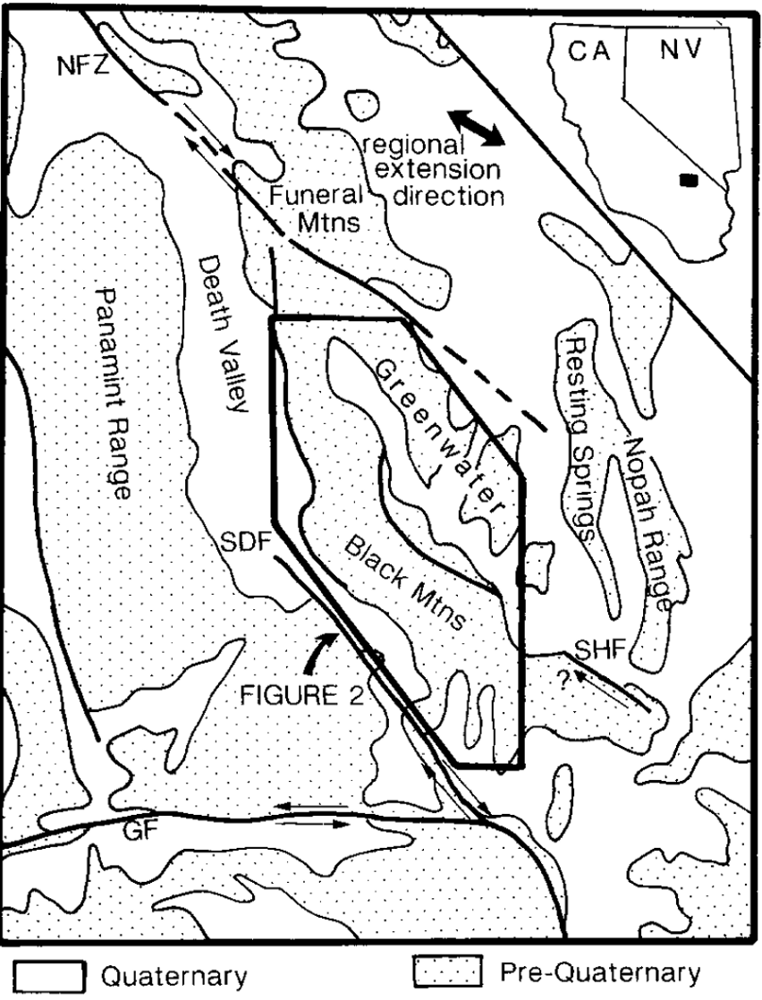 NFZ
CA
NV
regional
extension
direction
Funeral
Mtns
Death Valley
Panamint Range
Greenwater
Resting Springs
Nopah Range
SDF
Black Mtns
SHF
?
FIGURE 2
GF
Quaternary
Pre-Quaternary